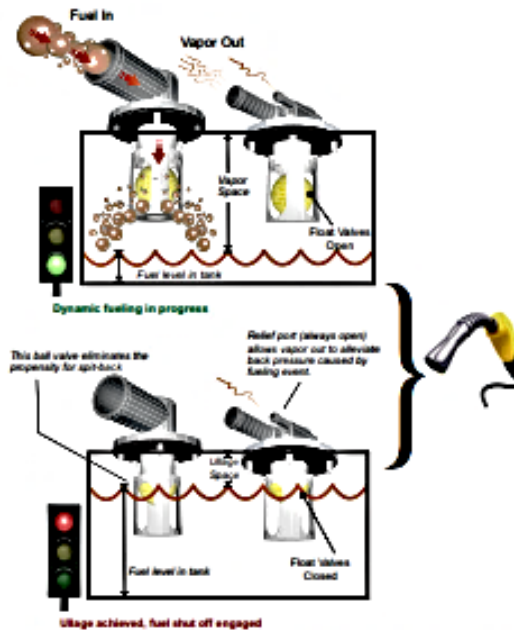 Fuel In
Vapor Out
Vapor
Space
Float Valves
Open
Fuel level in tank
Dynamic fueling in progress
This ball valve eliminates the
propensity for spit-back
Relief port (always open)
allows vapor out to alleviate
back pressure caused by
fueling event.
Ullage
Space
Fuel level in tank
Float Valves
Closed
Ullage achieved, fuel shut off engaged